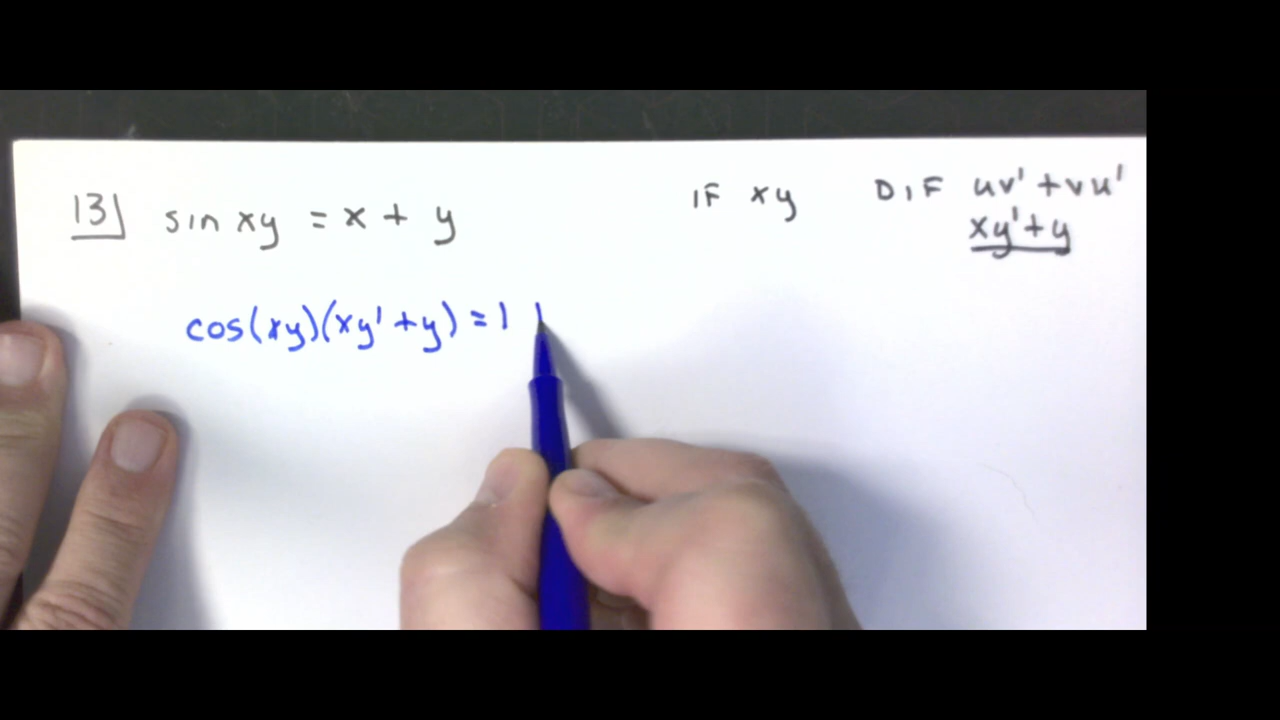 13) sin xy = x + y
IF xy DIF uv' + vu'
xy' + y
cos(xy)(xy' + y) = 1